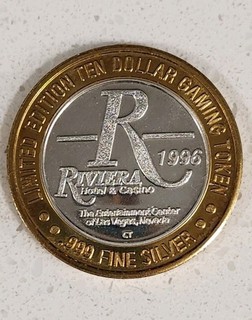 LIMITED EDITION TEN DOLLAR GAMING TOKEN
R
1996
RIVIERA
Hotel & Casino
The Entertainment Center
of Las Vegas, Nevada
CT
.999 FINE SILVER